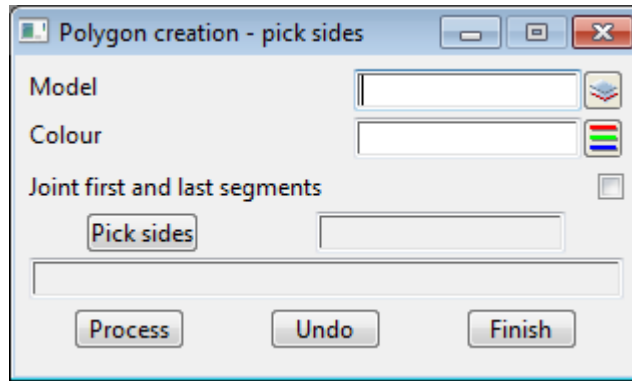 Polygon creation - pick sides
Model
Colour
Joint first and last segments
Pick sides
Process Undo Finish